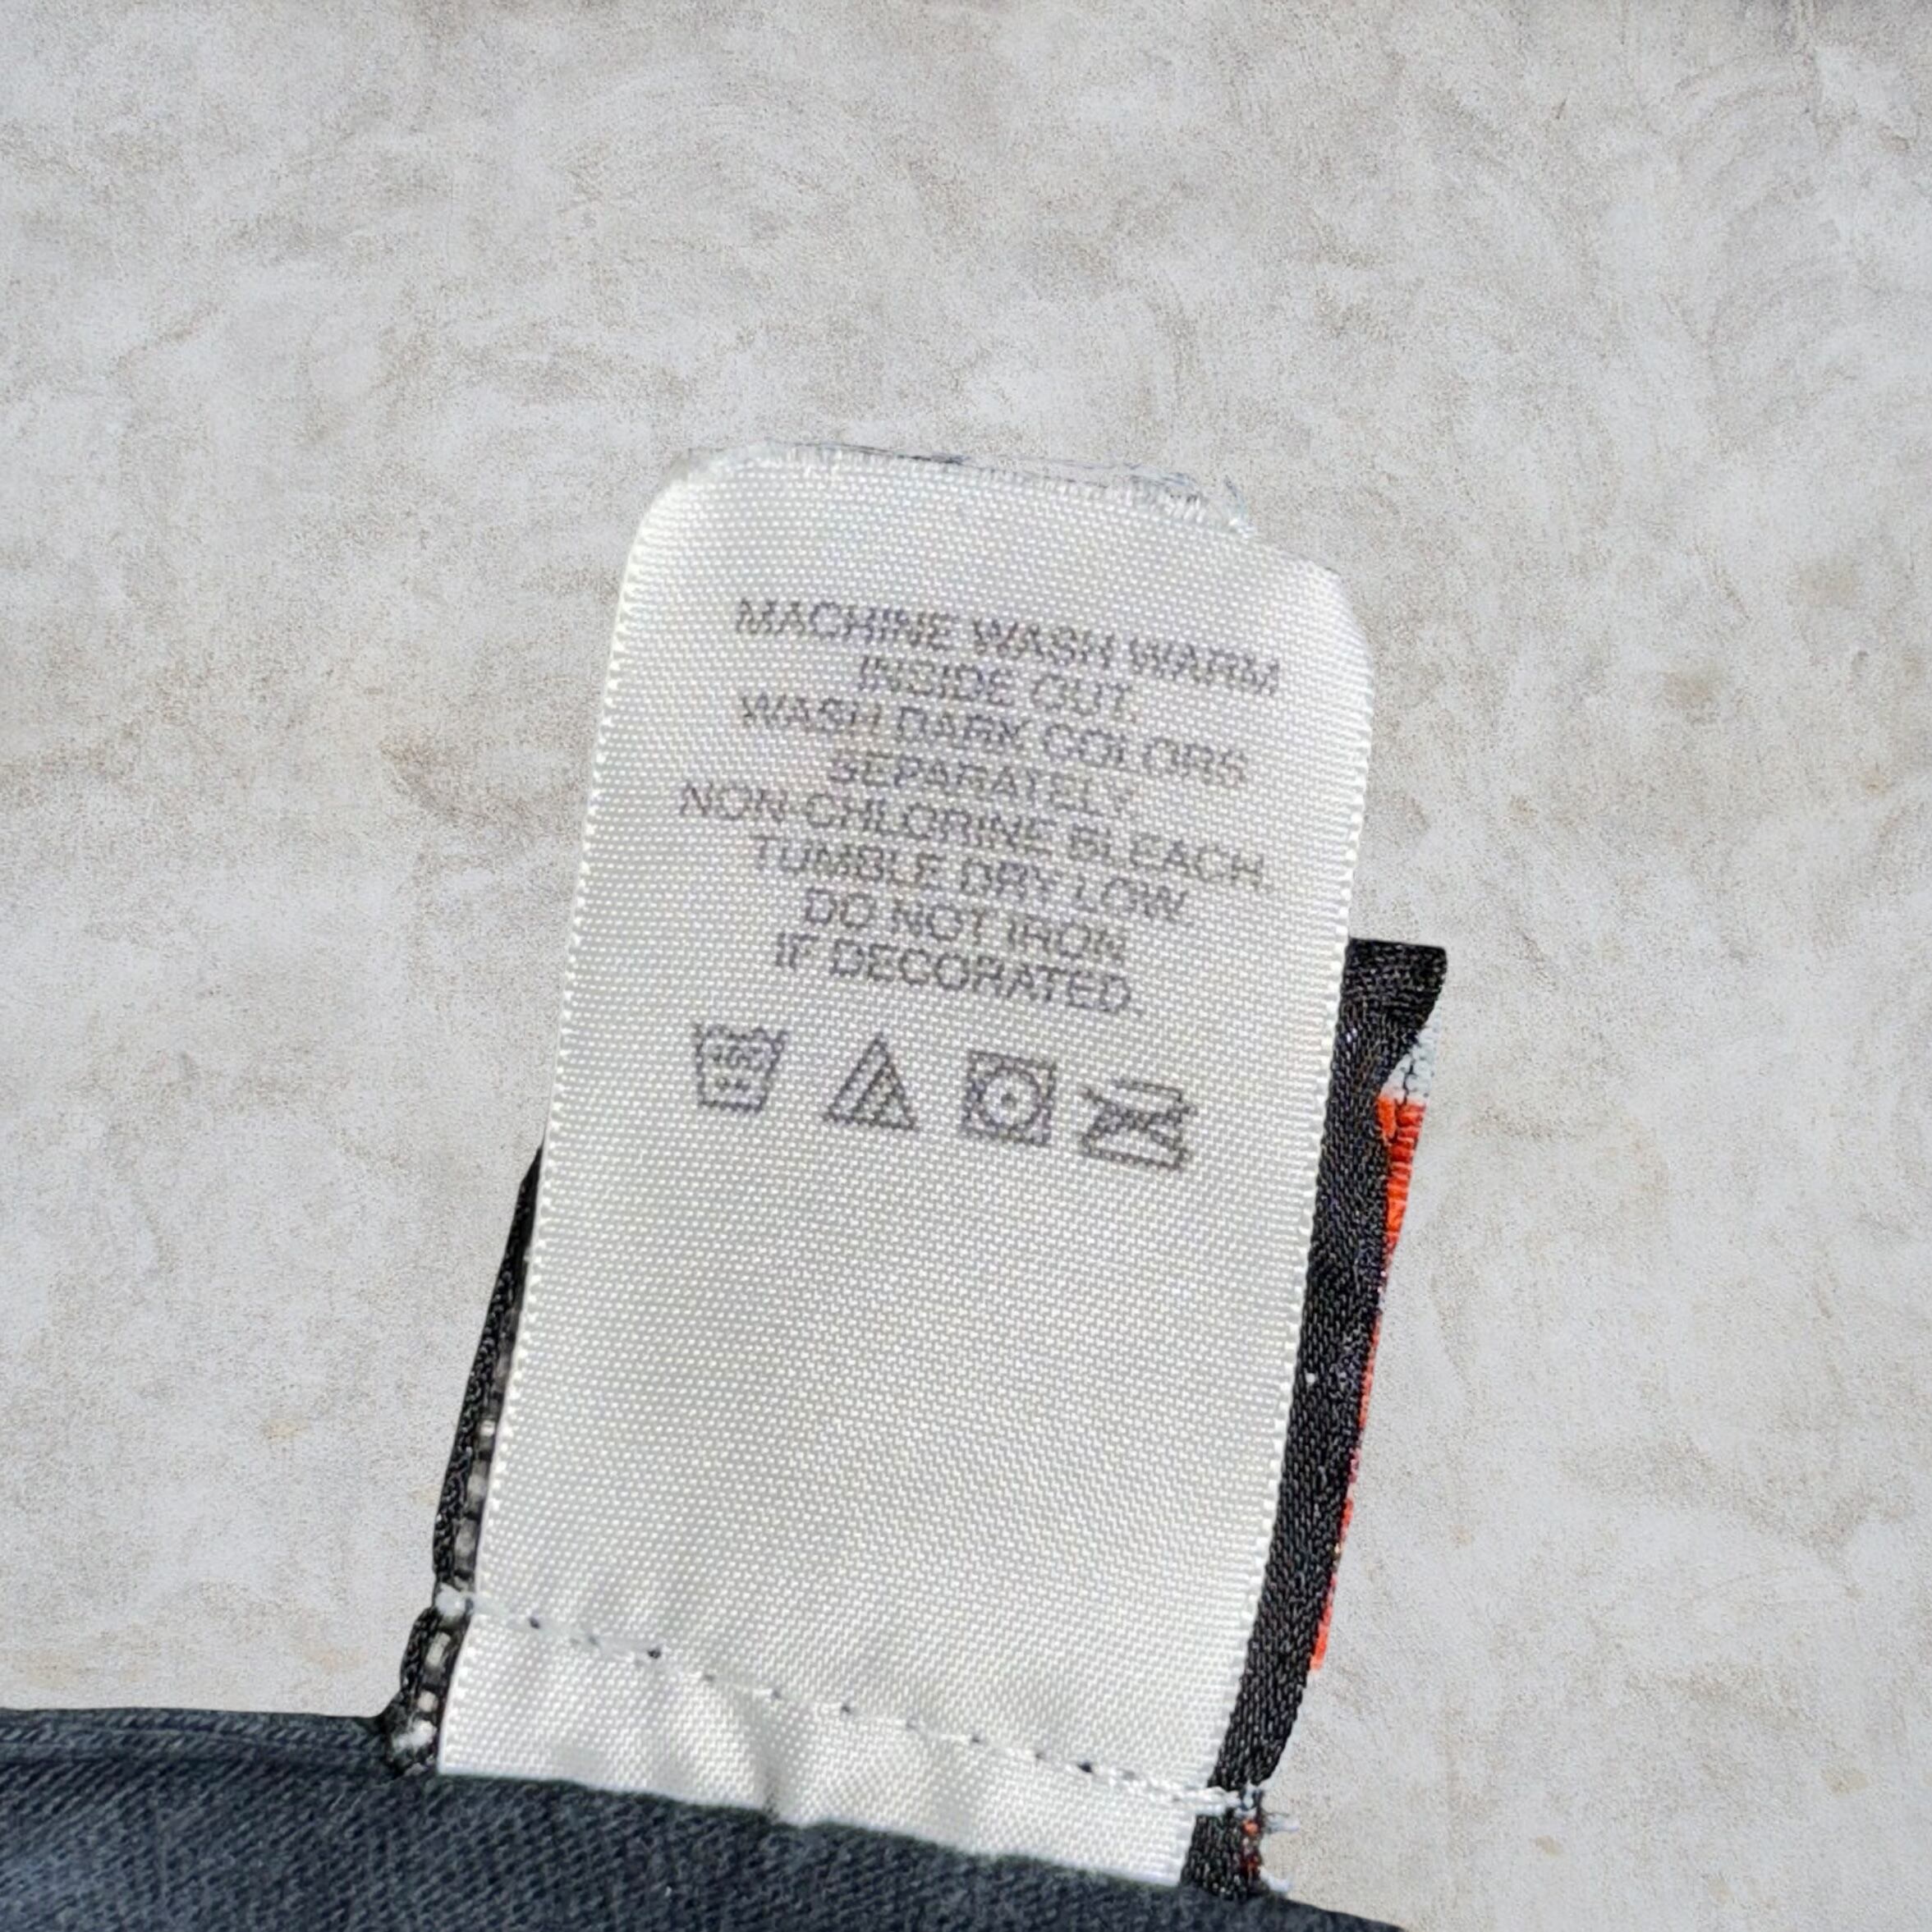 MACHINE WASH WARM
INSIDE OUT.
WASH DARK COLORS
SEPARATELY.
NON-CHLORINE BLEACH.
TUMBLE DRY LOW.
DO NOT IRON
IF DECORATED.